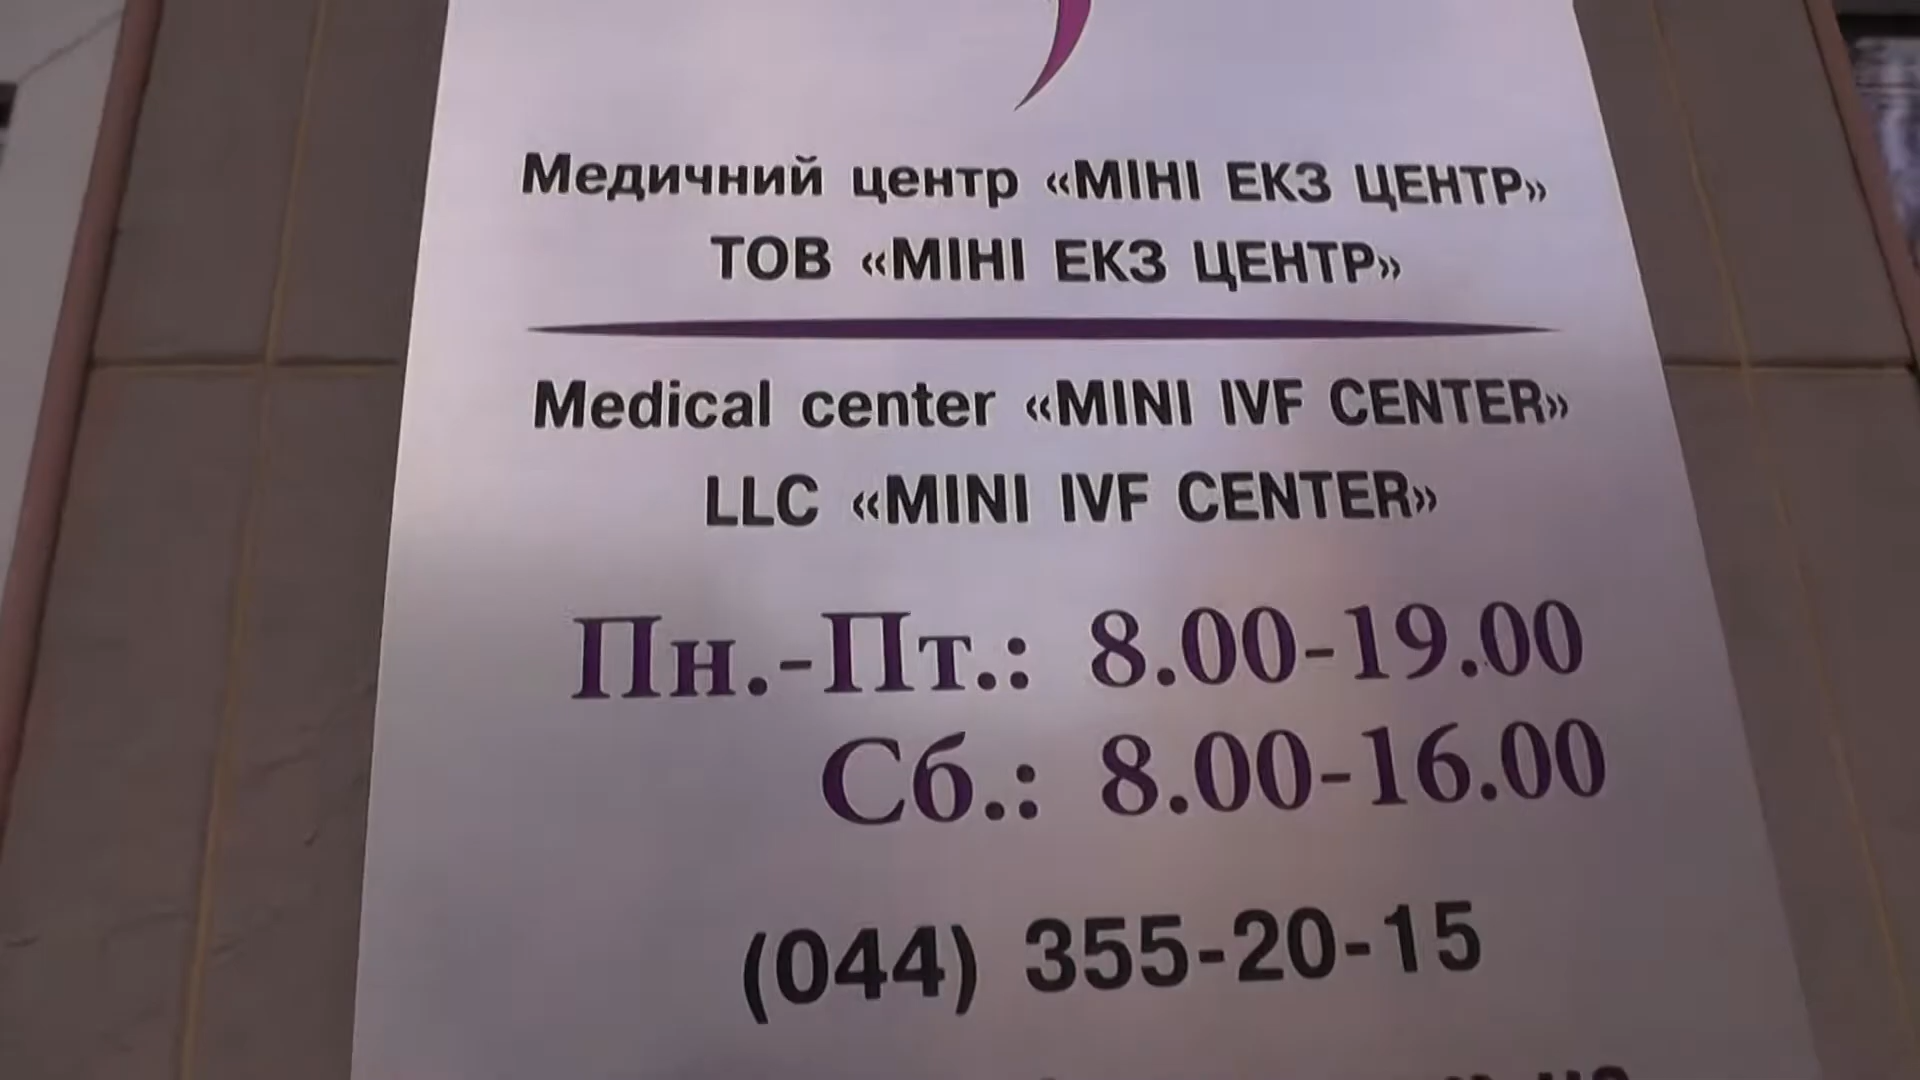 Медичний центр «МІНІ ЕКЗ ЦЕНТР»
ТОВ «МІНІ ЕКЗ ЦЕНТР»
Medical center «MINI IVF CENTER»
LLC «MINI IVF CENTER»
Пн.-Пт.: 8.00-19.00
Сб.: 8.00-16.00
(044) 355-20-15